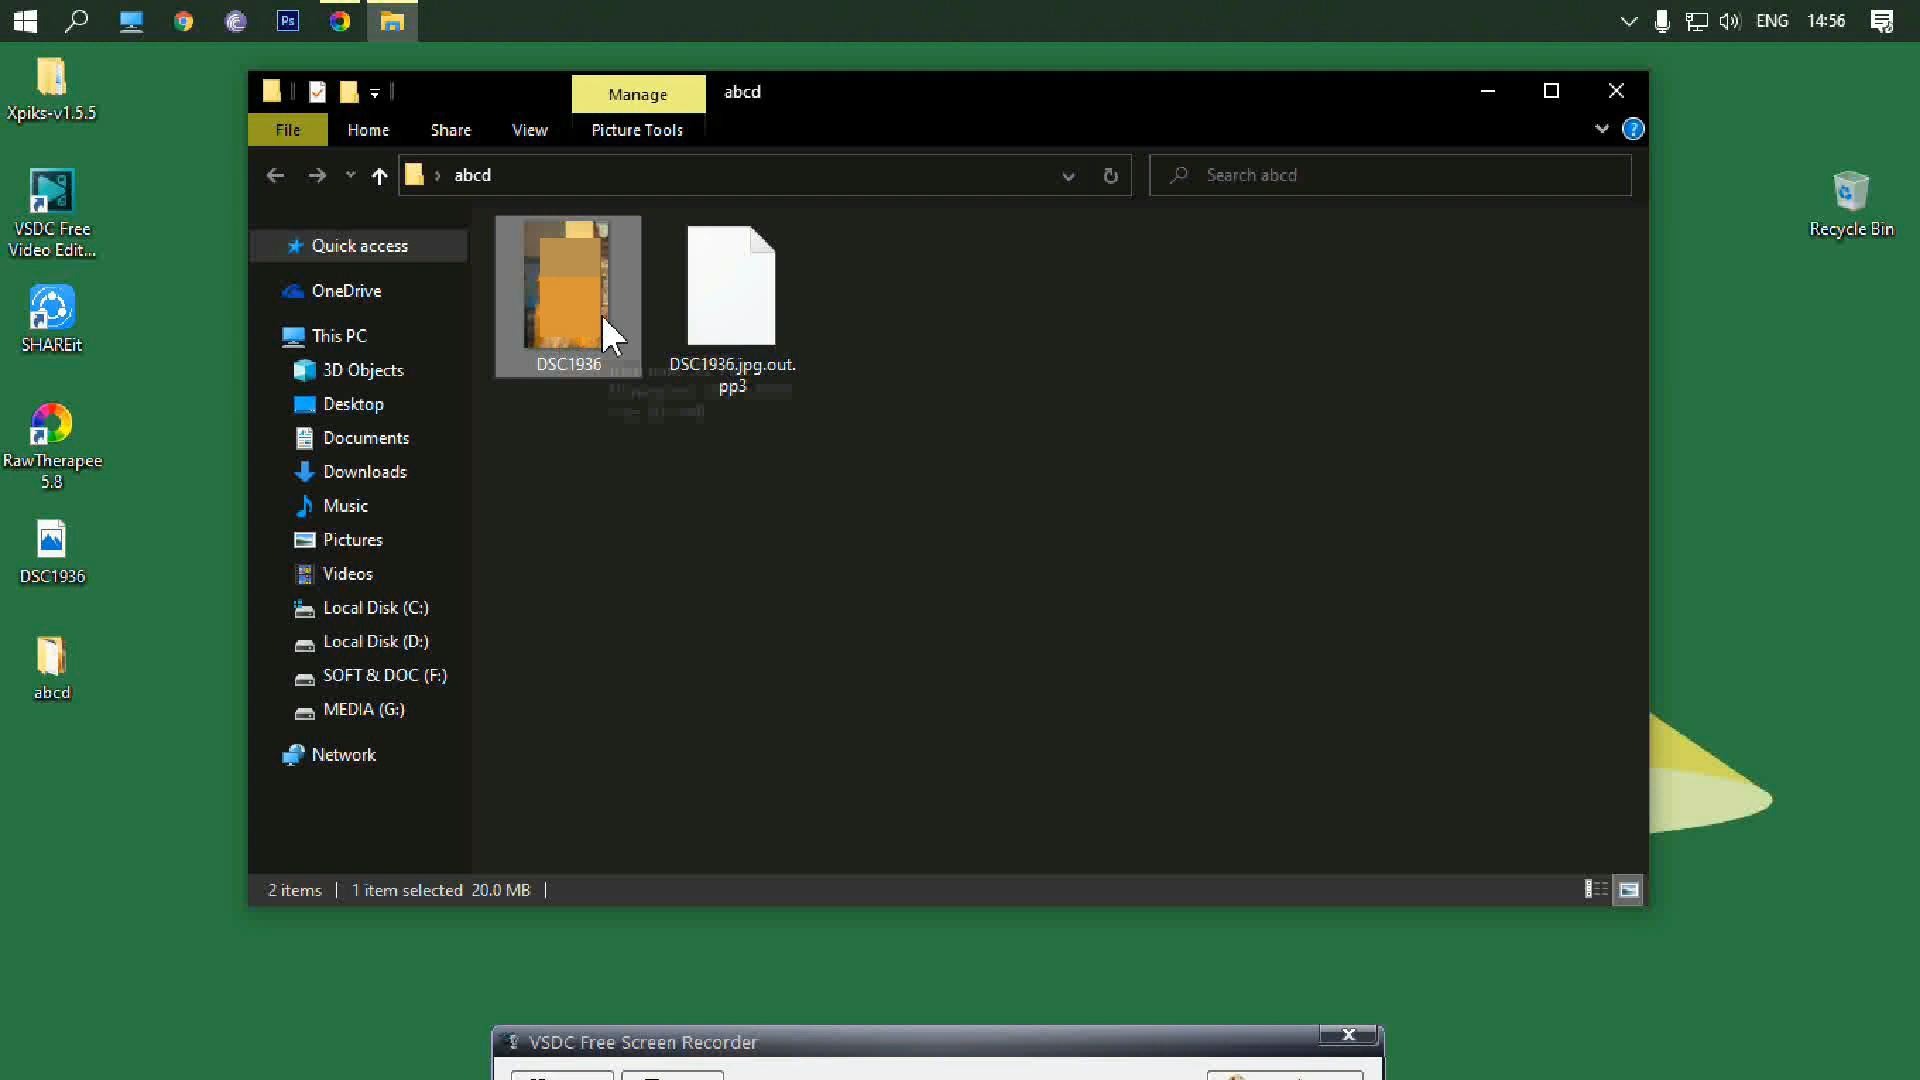 Ps
ENG
14:56
Xpiks-v1.5.5
VSDC Free
Video Edit...
SHAREit
RawTherapee
5.8
DSC1936
abcd
Recycle Bin
Manage
abcd
File
Home
Share
View
Picture Tools
abcd
Search abcd
Quick access
OneDrive
This PC
3D Objects
Desktop
Documents
Downloads
Music
Pictures
Videos
Local Disk (C:)
Local Disk (D:)
SOFT & DOC (F:)
MEDIA (G:)
Network
DSC1936
DSC1936.jpg.out.
pp3
2 items
1 item selected 20.0 MB
VSDC Free Screen Recorder